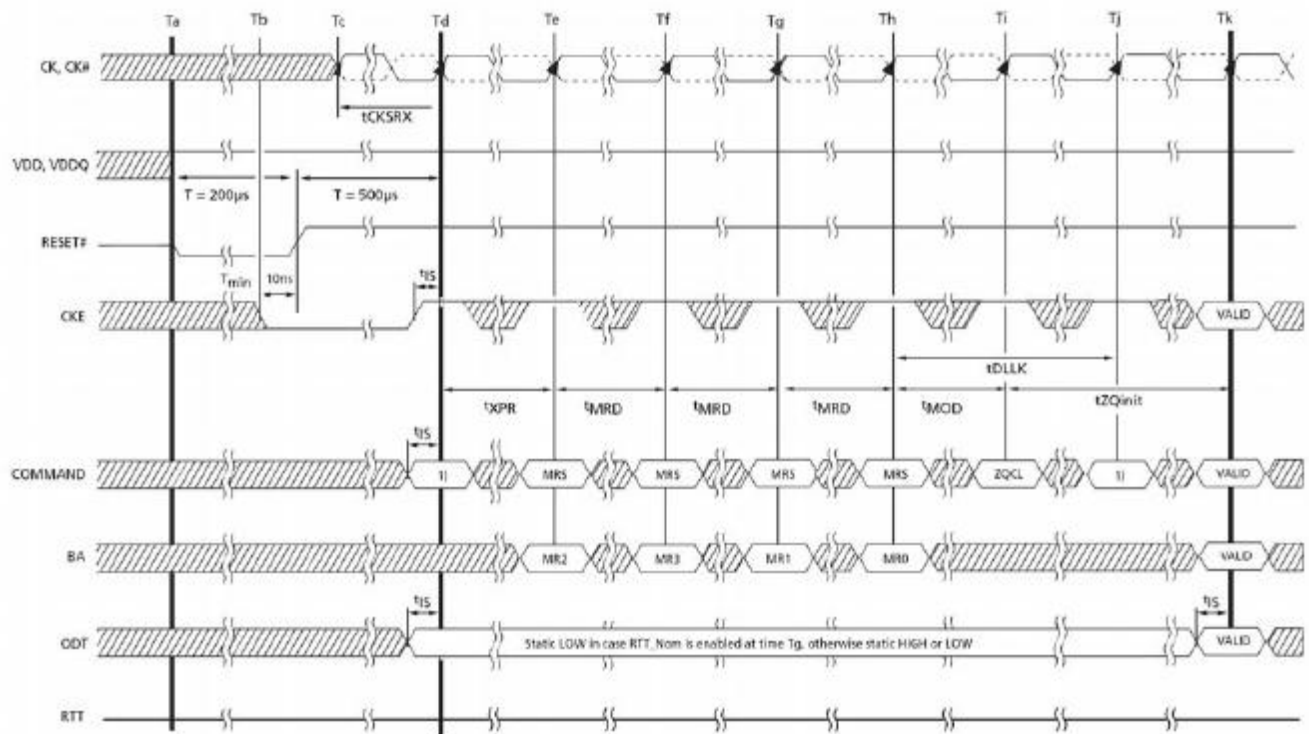 Ta Tb Tc Td Te Tf Tg Th Ti Tj Tk
CK, CK#
tCKSRX
VDD, VDDQ
T = 200µs T = 500µs
RESET#
Tmin 10ns tIS
CKE VALID
tDLLK
tXPR tMRD tMRD tMRD tMOD tZQinit
tIS
COMMAND 1) MRS MRS MRS MRS ZQCL 1) VALID
BA MR2 MR3 MR1 MR0 VALID
tIS tIS
ODT Static LOW in case RTT_Nom is enabled at time Tg, otherwise static HIGH or LOW VALID
RTT